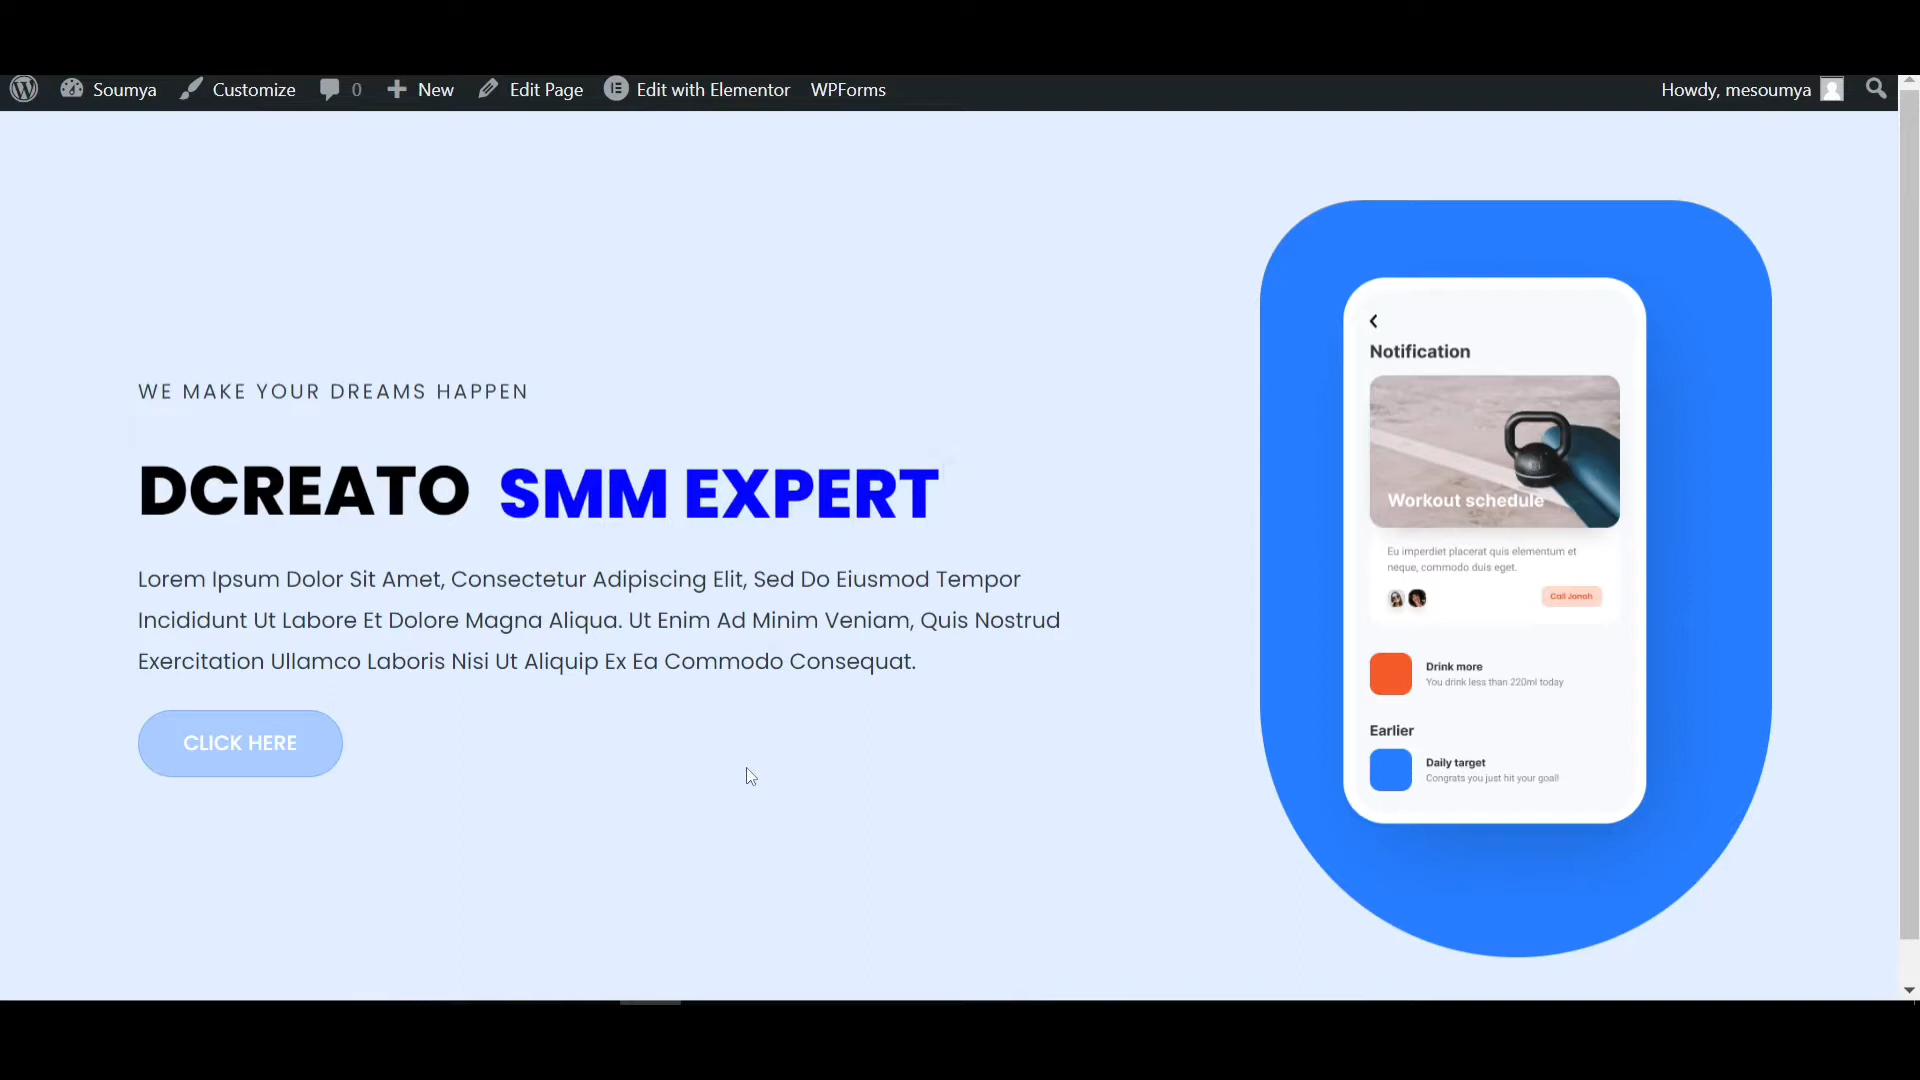 Soumya Customize 0 New Edit Page Edit with Elementor WPForms Howdy, mesoumya
WE MAKE YOUR DREAMS HAPPEN
DCREATO SMM EXPERT
Lorem Ipsum Dolor Sit Amet, Consectetur Adipiscing Elit, Sed Do Eiusmod Tempor
Incididunt Ut Labore Et Dolore Magna Aliqua. Ut Enim Ad Minim Veniam, Quis Nostrud
Exercitation Ullamco Laboris Nisi Ut Aliquip Ex Ea Commodo Consequat.
CLICK HERE
Notification
Workout schedule
Eu imperdiet placerat quis elementum et
neque, commodo duis eget.
Call Jonah
Drink more
You drink less than 220ml today
Earlier
Daily target
Congrats you just hit your goal!